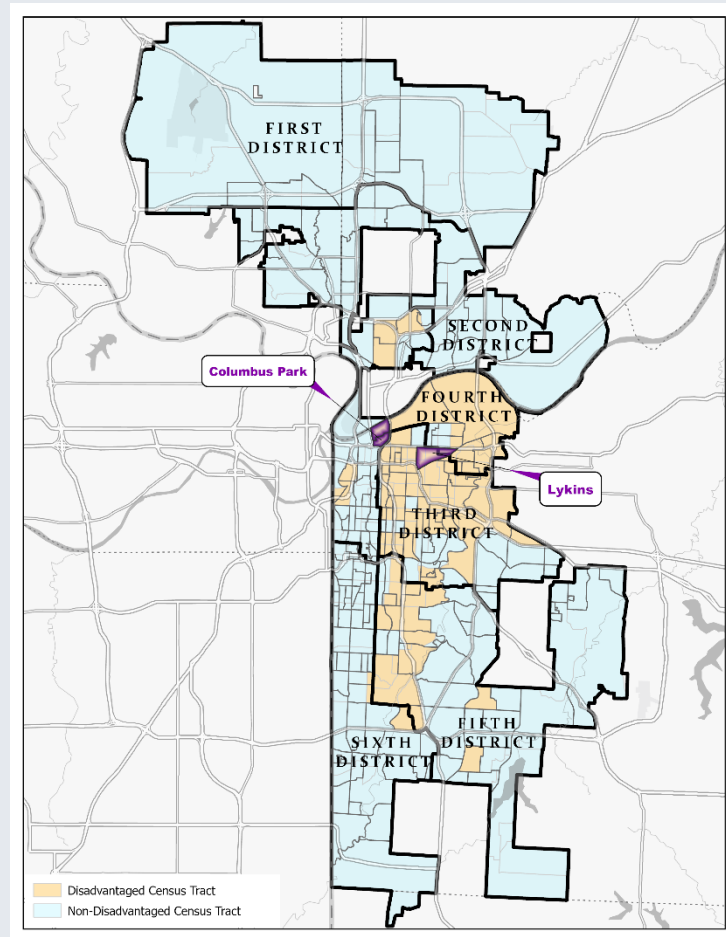 FIRST
DISTRICT
SECOND
DISTRICT
Columbus Park
FOURTH
DISTRICT
Lykins
THIRD
DISTRICT
SIXTH
DISTRICT
FIFTH
DISTRICT
Disadvantaged Census Tract
Non-Disadvantaged Census Tract